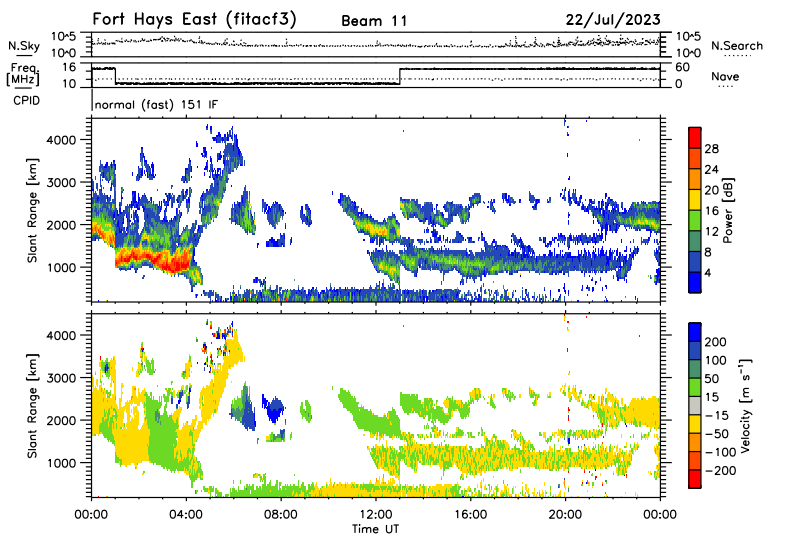 Fort Hays East (fitacf3) Beam 11 22/Jul/2023
N.Sky 10^5 10^0 10^5 10^0 N.Search
Freq. [MHz] 16 10 60 0 Nave
CPID normal (fast) 151 IF
Slant Range [km] 4000 3000 2000 1000
28 24 20 16 12 8 4 Power [dB]
Slant Range [km] 4000 3000 2000 1000
200 100 50 15 −15 −50 −100 −200 Velocity [m s⁻¹]
00:00 04:00 08:00 12:00 16:00 20:00 00:00
Time UT